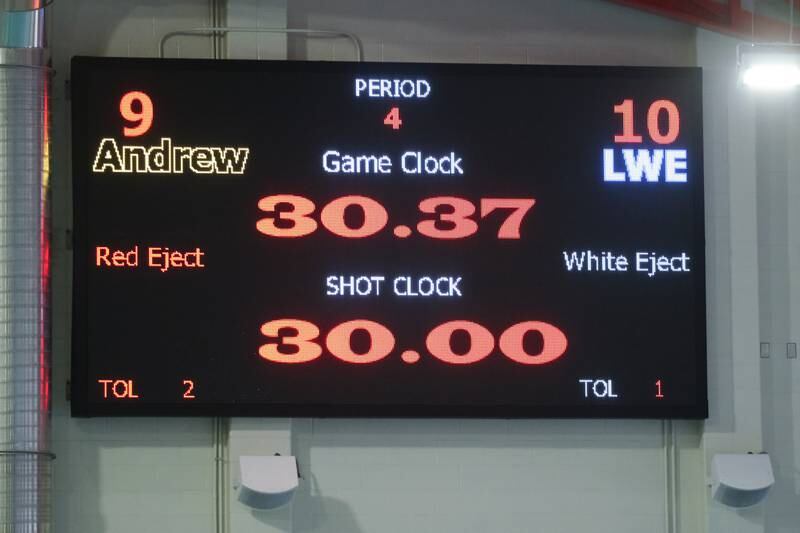 PERIOD
9 4 10
Andrew Game Clock LWE
30.37
Red Eject White Eject
SHOT CLOCK
30.00
TOL 2 TOL 1